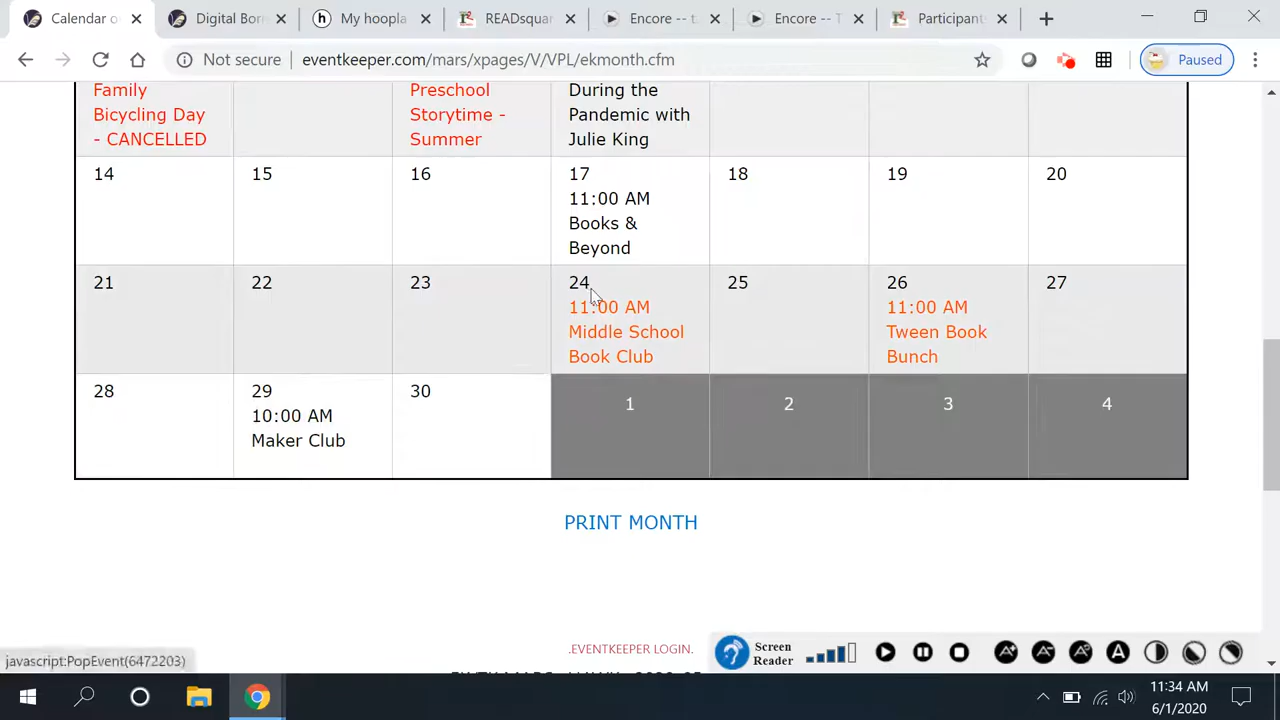 Calendar o
Digital Bor
My hoopla
READsquar
Encore -- t
Encore -- T
Participant
Not secure
eventkeeper.com/mars/xpages/V/VPL/ekmonth.cfm
Paused
Family
Bicycling Day
- CANCELLED
Preschool
Storytime -
Summer
During the
Pandemic with
Julie King
14
15
16
17
11:00 AM
Books &
Beyond
18
19
20
21
22
23
24
11:00 AM
Middle School
Book Club
25
26
11:00 AM
Tween Book
Bunch
27
28
29
10:00 AM
Maker Club
30
1
2
3
4
PRINT MONTH
.EVENTKEEPER LOGIN.
Screen
Reader
javascript:PopEvent(6472203)
11:34 AM
6/1/2020